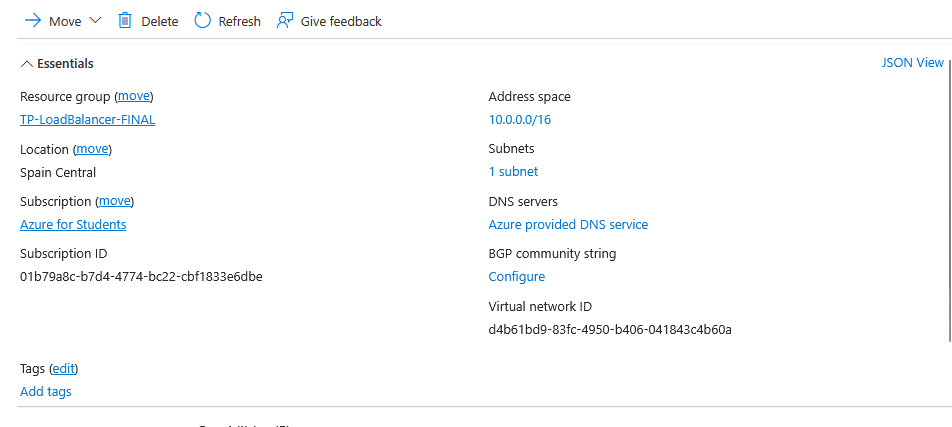 Move Delete Refresh Give feedback
Essentials JSON View
Resource group (move)
TP-LoadBalancer-FINAL
Location (move)
Spain Central
Subscription (move)
Azure for Students
Subscription ID
01b79a8c-b7d4-4774-bc22-cbf1833e6dbe
Address space
10.0.0.0/16
Subnets
1 subnet
DNS servers
Azure provided DNS service
BGP community string
Configure
Virtual network ID
d4b61bd9-83fc-4950-b406-041843c4b60a
Tags (edit)
Add tags